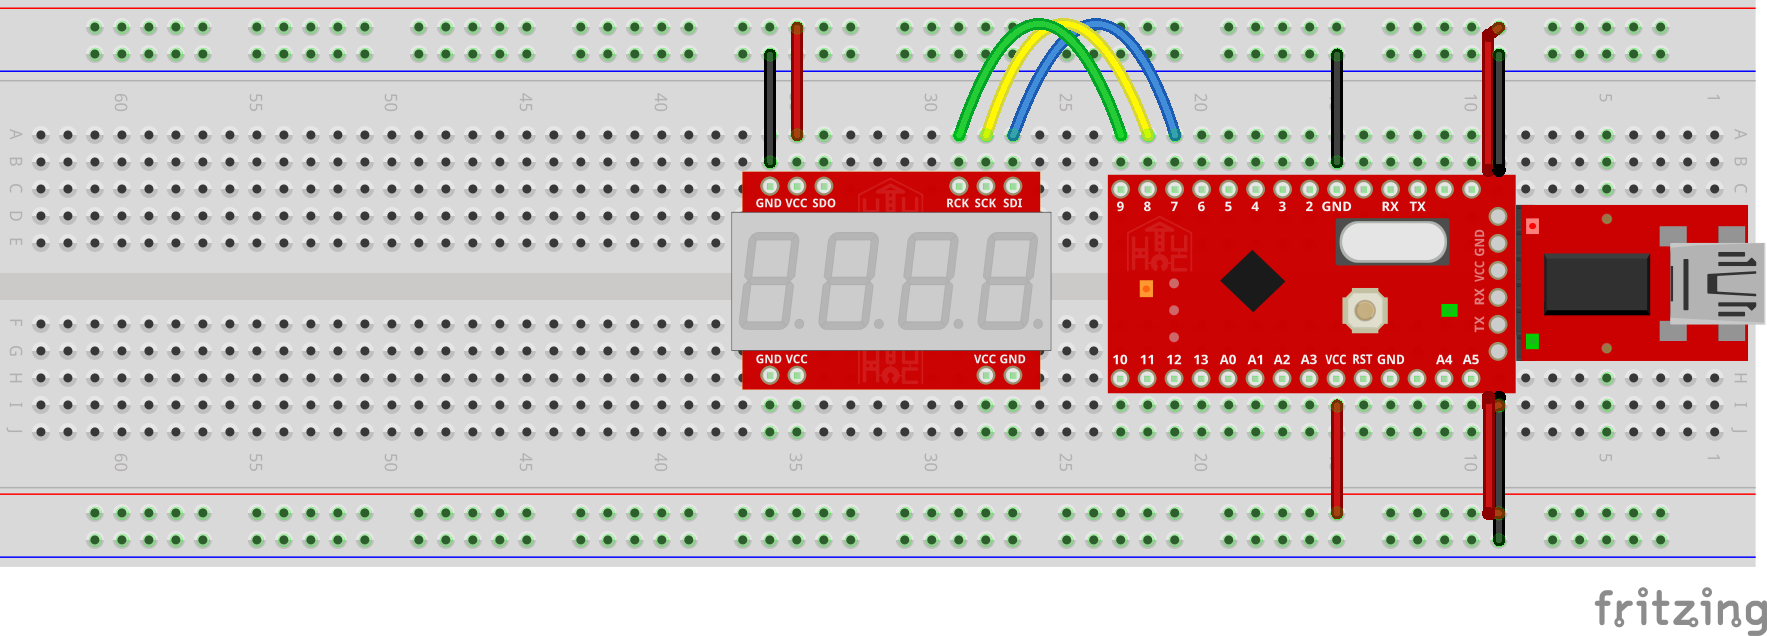 60 55 50 45 40 35 30 25 20 10 5 1
A A
B B
C C
D
E
GND VCC SDO RCK SCK SDI
9 8 7 6 5 4 3 2 GND RX TX
GND
VCC
RX
TX
GND VCC VCC GND
10 11 12 13 A0 A1 A2 A3 VCC RST GND A4 A5
F
G
H H
I I
J J
60 55 50 45 40 35 30 25 20 10 5 1
fritzing